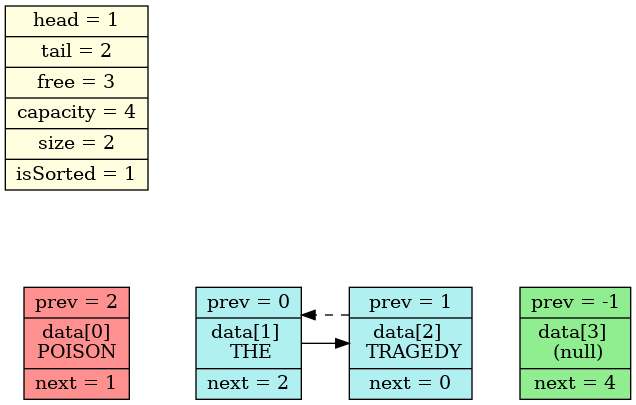 head = 1
tail = 2
free = 3
capacity = 4
size = 2
isSorted = 1
prev = 2
data[0]
POISON
next = 1
prev = 0
data[1]
THE
next = 2
prev = 1
data[2]
TRAGEDY
next = 0
prev = -1
data[3]
(null)
next = 4